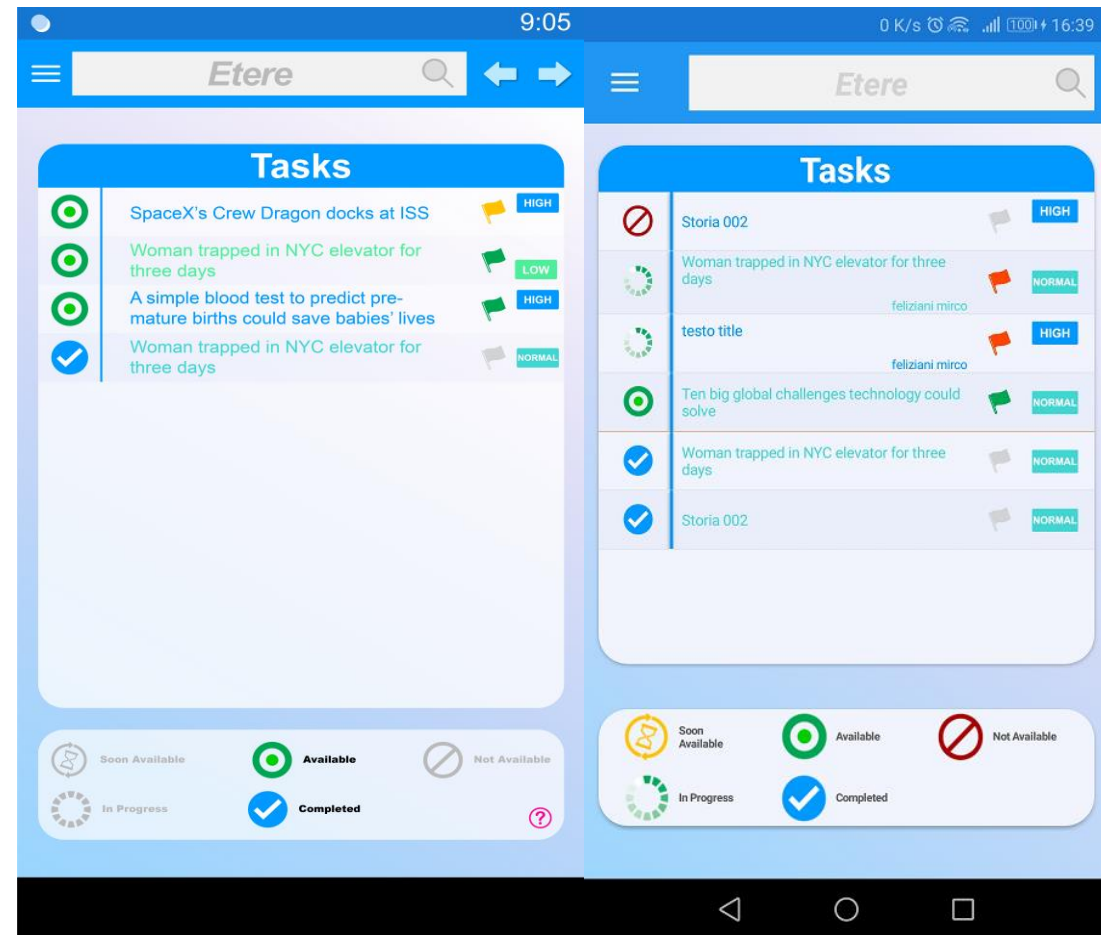 9:05
Etere
Tasks
SpaceX's Crew Dragon docks at ISS
HIGH
Woman trapped in NYC elevator for
three days
LOW
A simple blood test to predict pre-
mature births could save babies' lives
HIGH
Woman trapped in NYC elevator for
three days
NORMAL
Soon Available
Available
Not Available
In Progress
Completed
?
0 K/s 100 16:39
Etere
Tasks
Storia 002
HIGH
Woman trapped in NYC elevator for three
days
NORMAL
feliziani mirco
testo title
HIGH
feliziani mirco
Ten big global challenges technology could
solve
NORMAL
Woman trapped in NYC elevator for three
days
NORMAL
Storia 002
NORMAL
Soon
Available
Available
Not Available
In Progress
Completed